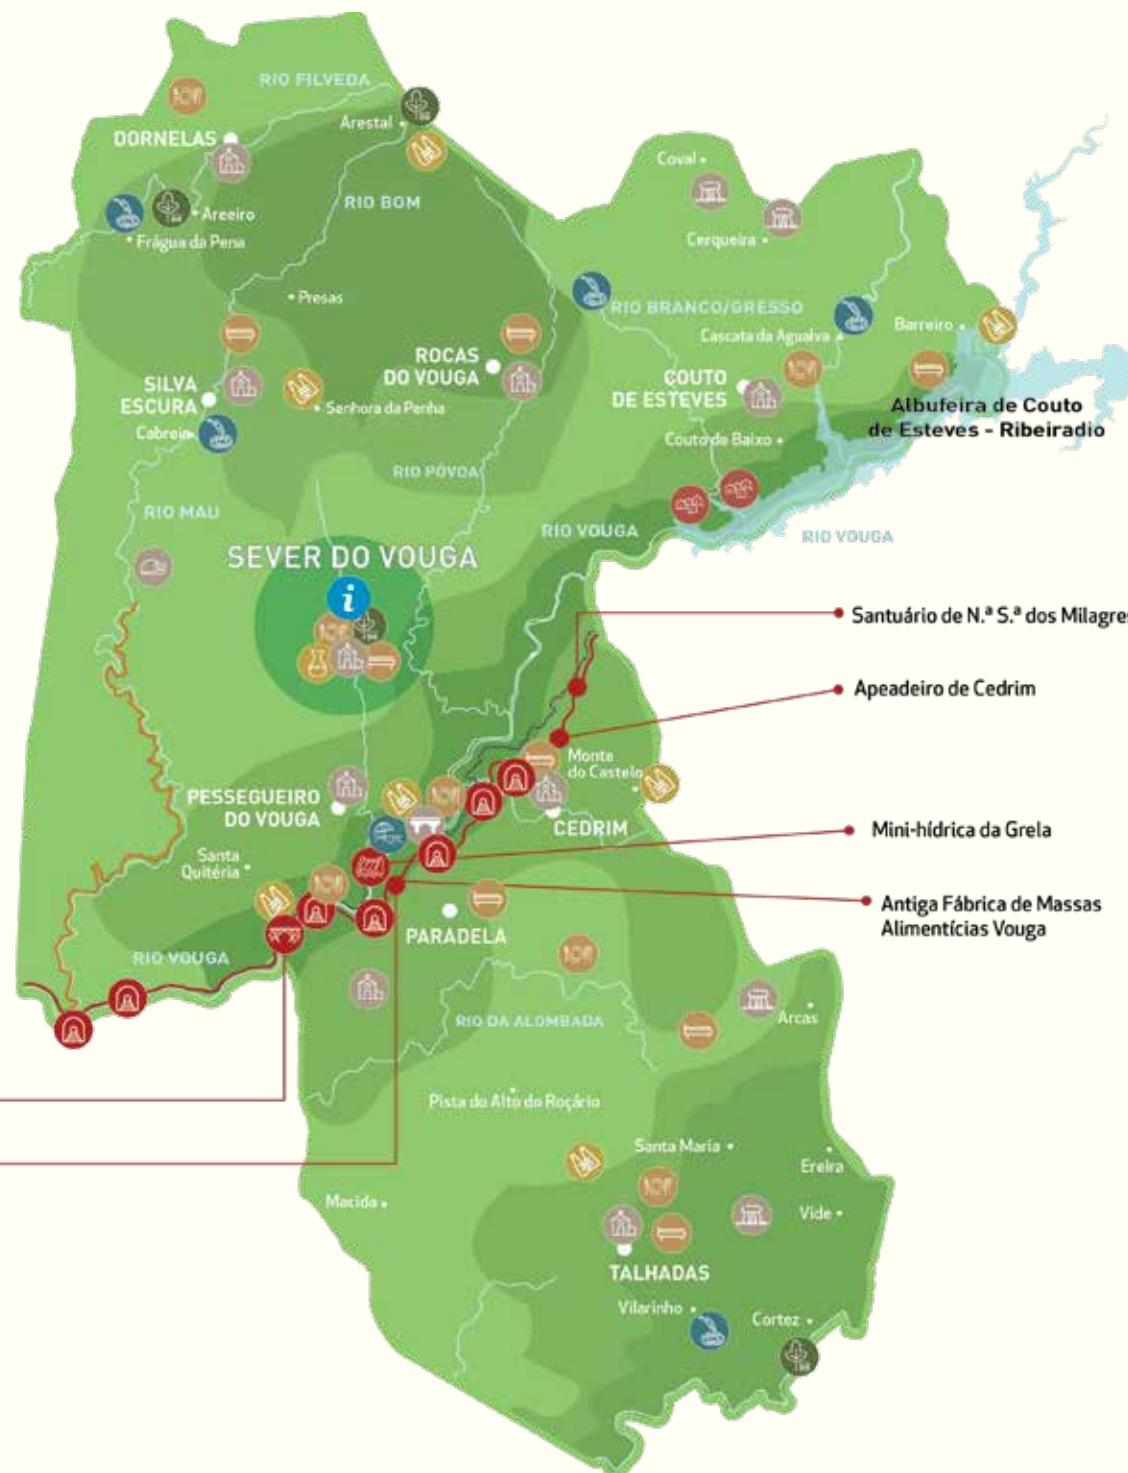 RIO FILVEDA
Arestal
DORNELAS
Coval
RIO BOM
Areeiro
Frágua da Pena
Cerqueira
Presas
RIO BRANCO/GRESSO
Cascata da Agualva
Barreiro
ROCAS
DO VOUGA
SILVA
ESCURA
COUTO
DE ESTEVES
Senhora da Penha
Albufeira de Couto
de Esteves - Ribeiradio
Cabreia
Couto de Baixo
RIO PÓVOA
RIO MAU
RIO VOUGA
RIO VOUGA
SEVER DO VOUGA
i
Santuário de N.ª S.ª dos Milagres
Apeadeiro de Cedrim
Monte
do Castelo
PESSEGUEIRO
DO VOUGA
CEDRIM
Mini-hídrica da Grela
Santa
Quitéria
Antiga Fábrica de Massas
Alimentícias Vouga
PARADELA
RIO VOUGA
RIO DA ALOMBADA
Arcas
Pista do Alto do Roçário
Santa Maria
Ereira
Macida
Vide
TALHADAS
Vilarinho
Cortez